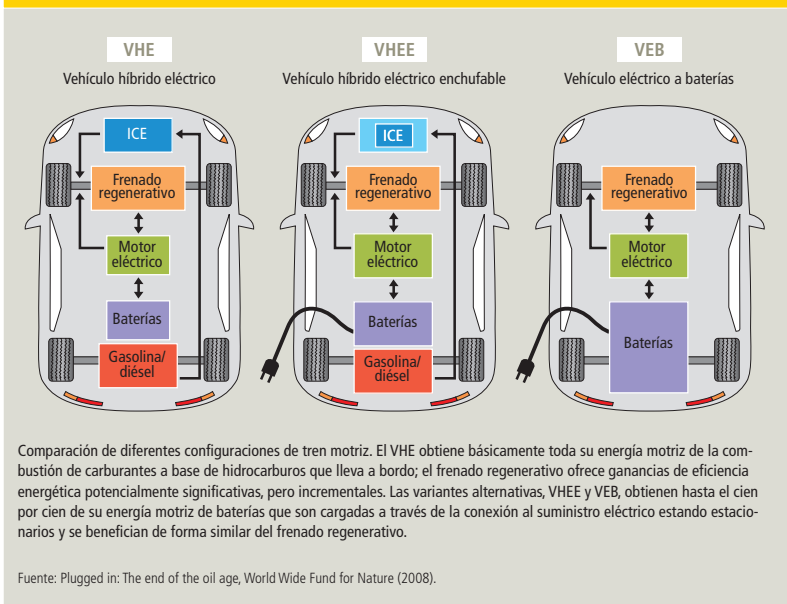 VHE
Vehículo híbrido eléctrico
ICE
Frenado
regenerativo
Motor
eléctrico
Baterías
Gasolina/
diésel
VHEE
Vehículo híbrido eléctrico enchufable
ICE
Frenado
regenerativo
Motor
eléctrico
Baterías
Gasolina/
diésel
VEB
Vehículo eléctrico a baterías
Frenado
regenerativo
Motor
eléctrico
Baterías
Comparación de diferentes configuraciones de tren motriz. El VHE obtiene básicamente toda su energía motriz de la com-
bustión de carburantes a base de hidrocarburos que lleva a bordo; el frenado regenerativo ofrece ganancias de eficiencia
energética potencialmente significativas, pero incrementales. Las variantes alternativas, VHEE y VEB, obtienen hasta el cien
por cien de su energía motriz de baterías que son cargadas a través de la conexión al suministro eléctrico estando estacio-
narios y se benefician de forma similar del frenado regenerativo.
Fuente: Plugged in: The end of the oil age, World Wide Fund for Nature (2008).